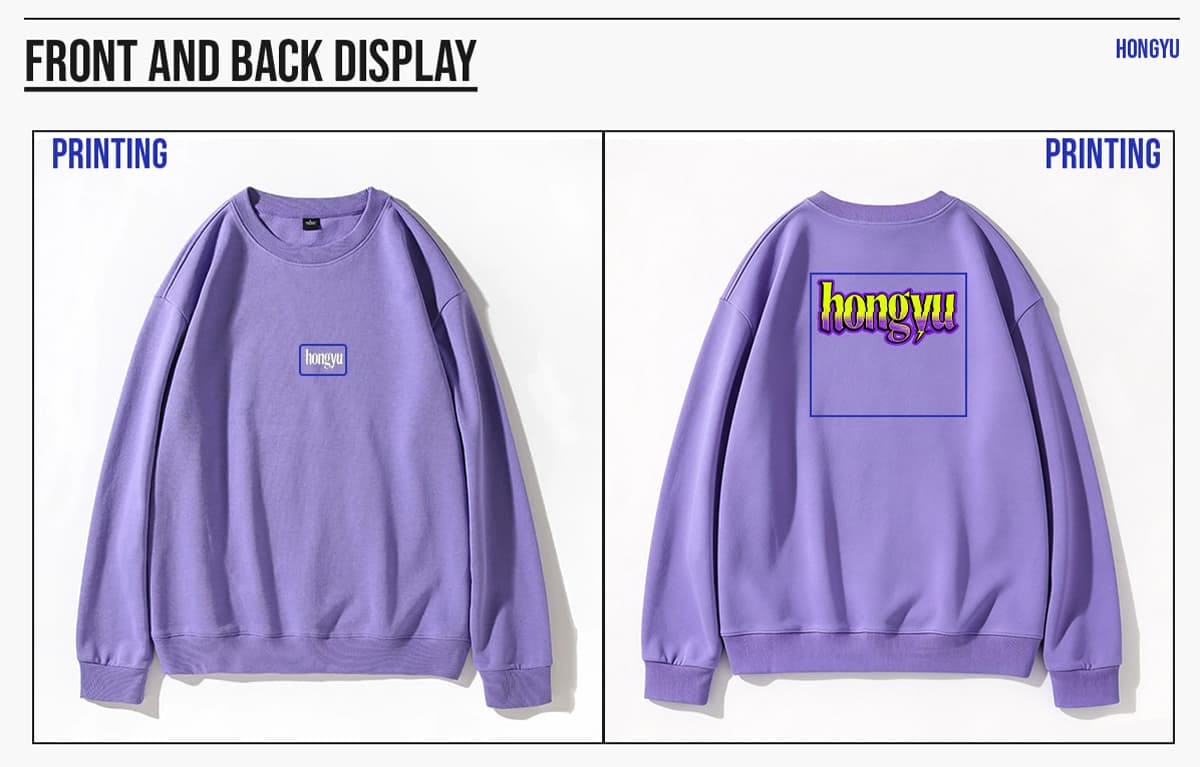 FRONT AND BACK DISPLAY
HONGYU
PRINTING
PRINTING
hongyu
hongyu